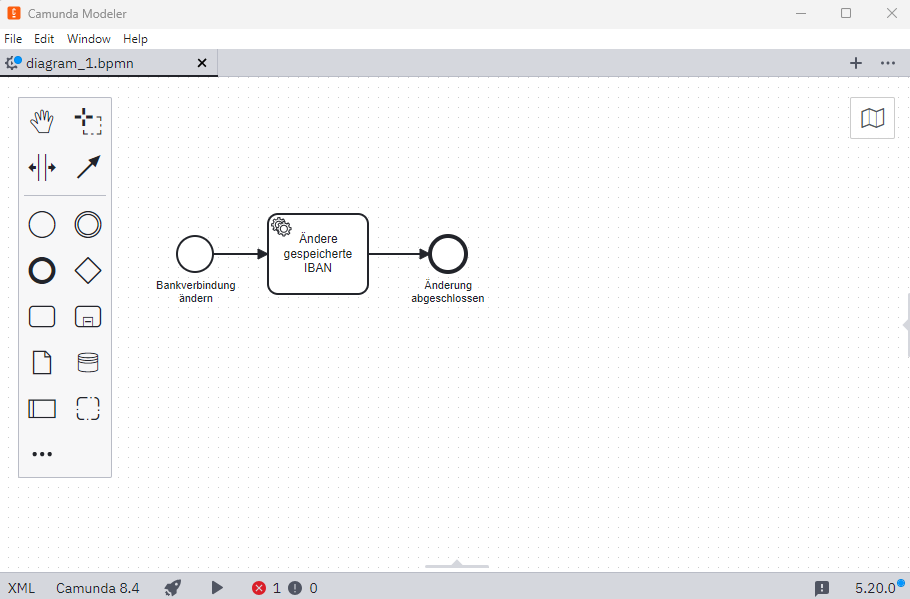 Camunda Modeler
File Edit Window Help
diagram_1.bpmn
Ändere
gespeicherte
IBAN
Bankverbindung
ändern
Änderung
abgeschlossen
XML Camunda 8.4 1 0 5.20.0